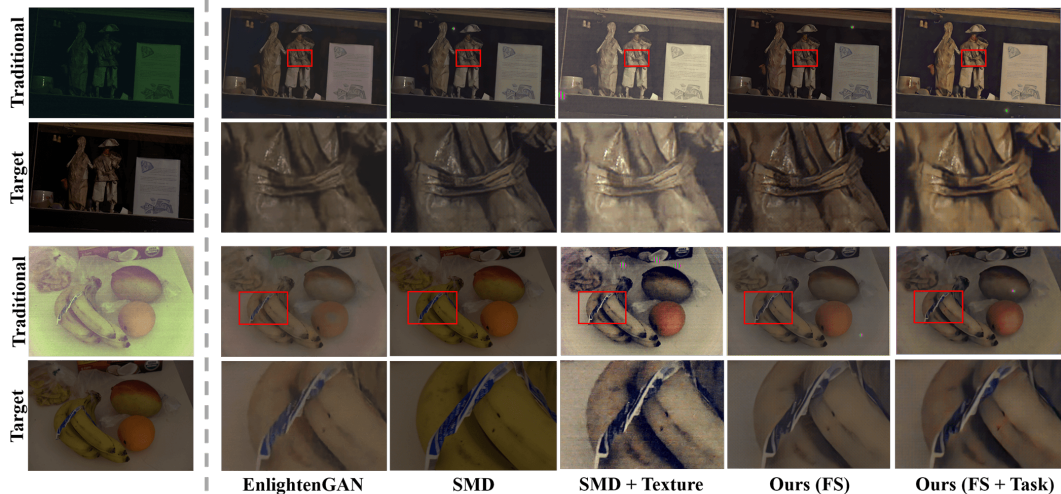 Traditional
Target
Traditional
Target
EnlightenGAN
SMD
SMD + Texture
Ours (FS)
Ours (FS + Task)